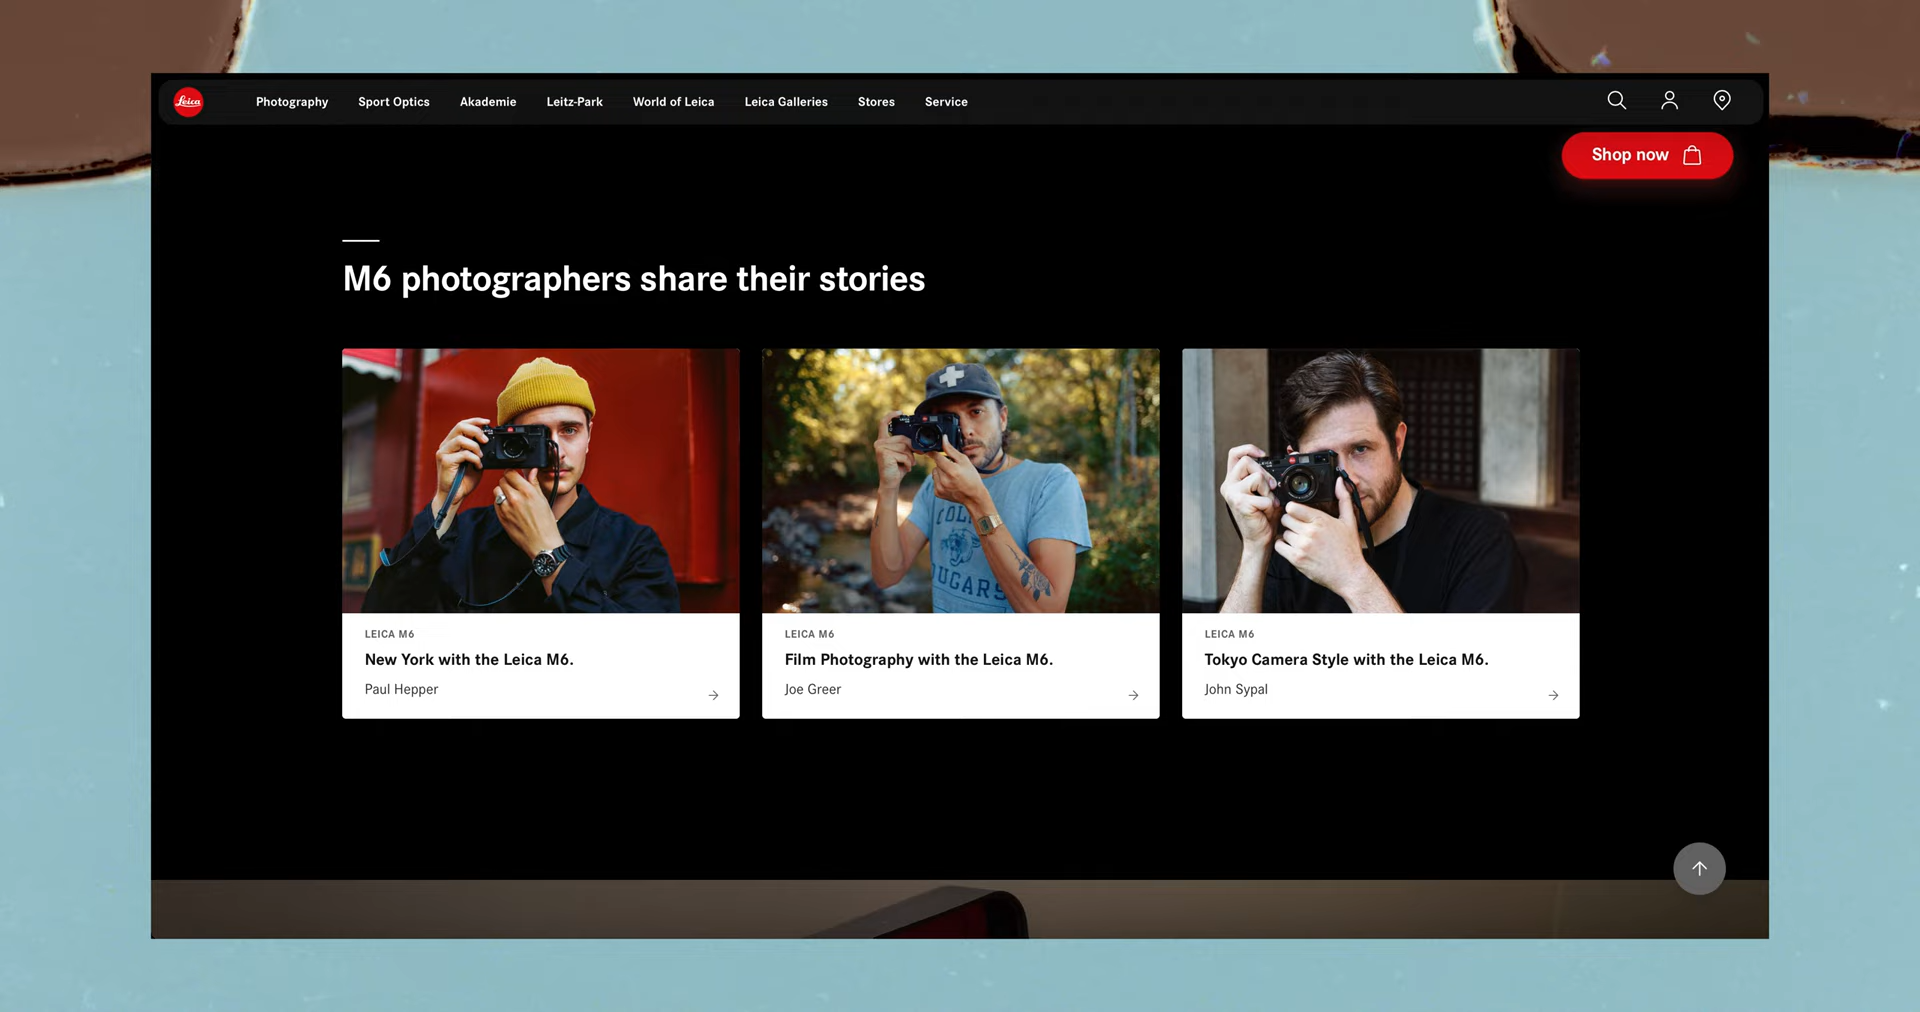 Leica
Photography Sport Optics Akademie Leitz-Park World of Leica Leica Galleries Stores Service
Shop now
M6 photographers share their stories
COUGARS
LEICA M6
New York with the Leica M6.
Paul Hepper
LEICA M6
Film Photography with the Leica M6.
Joe Greer
LEICA M6
Tokyo Camera Style with the Leica M6.
John Sypal